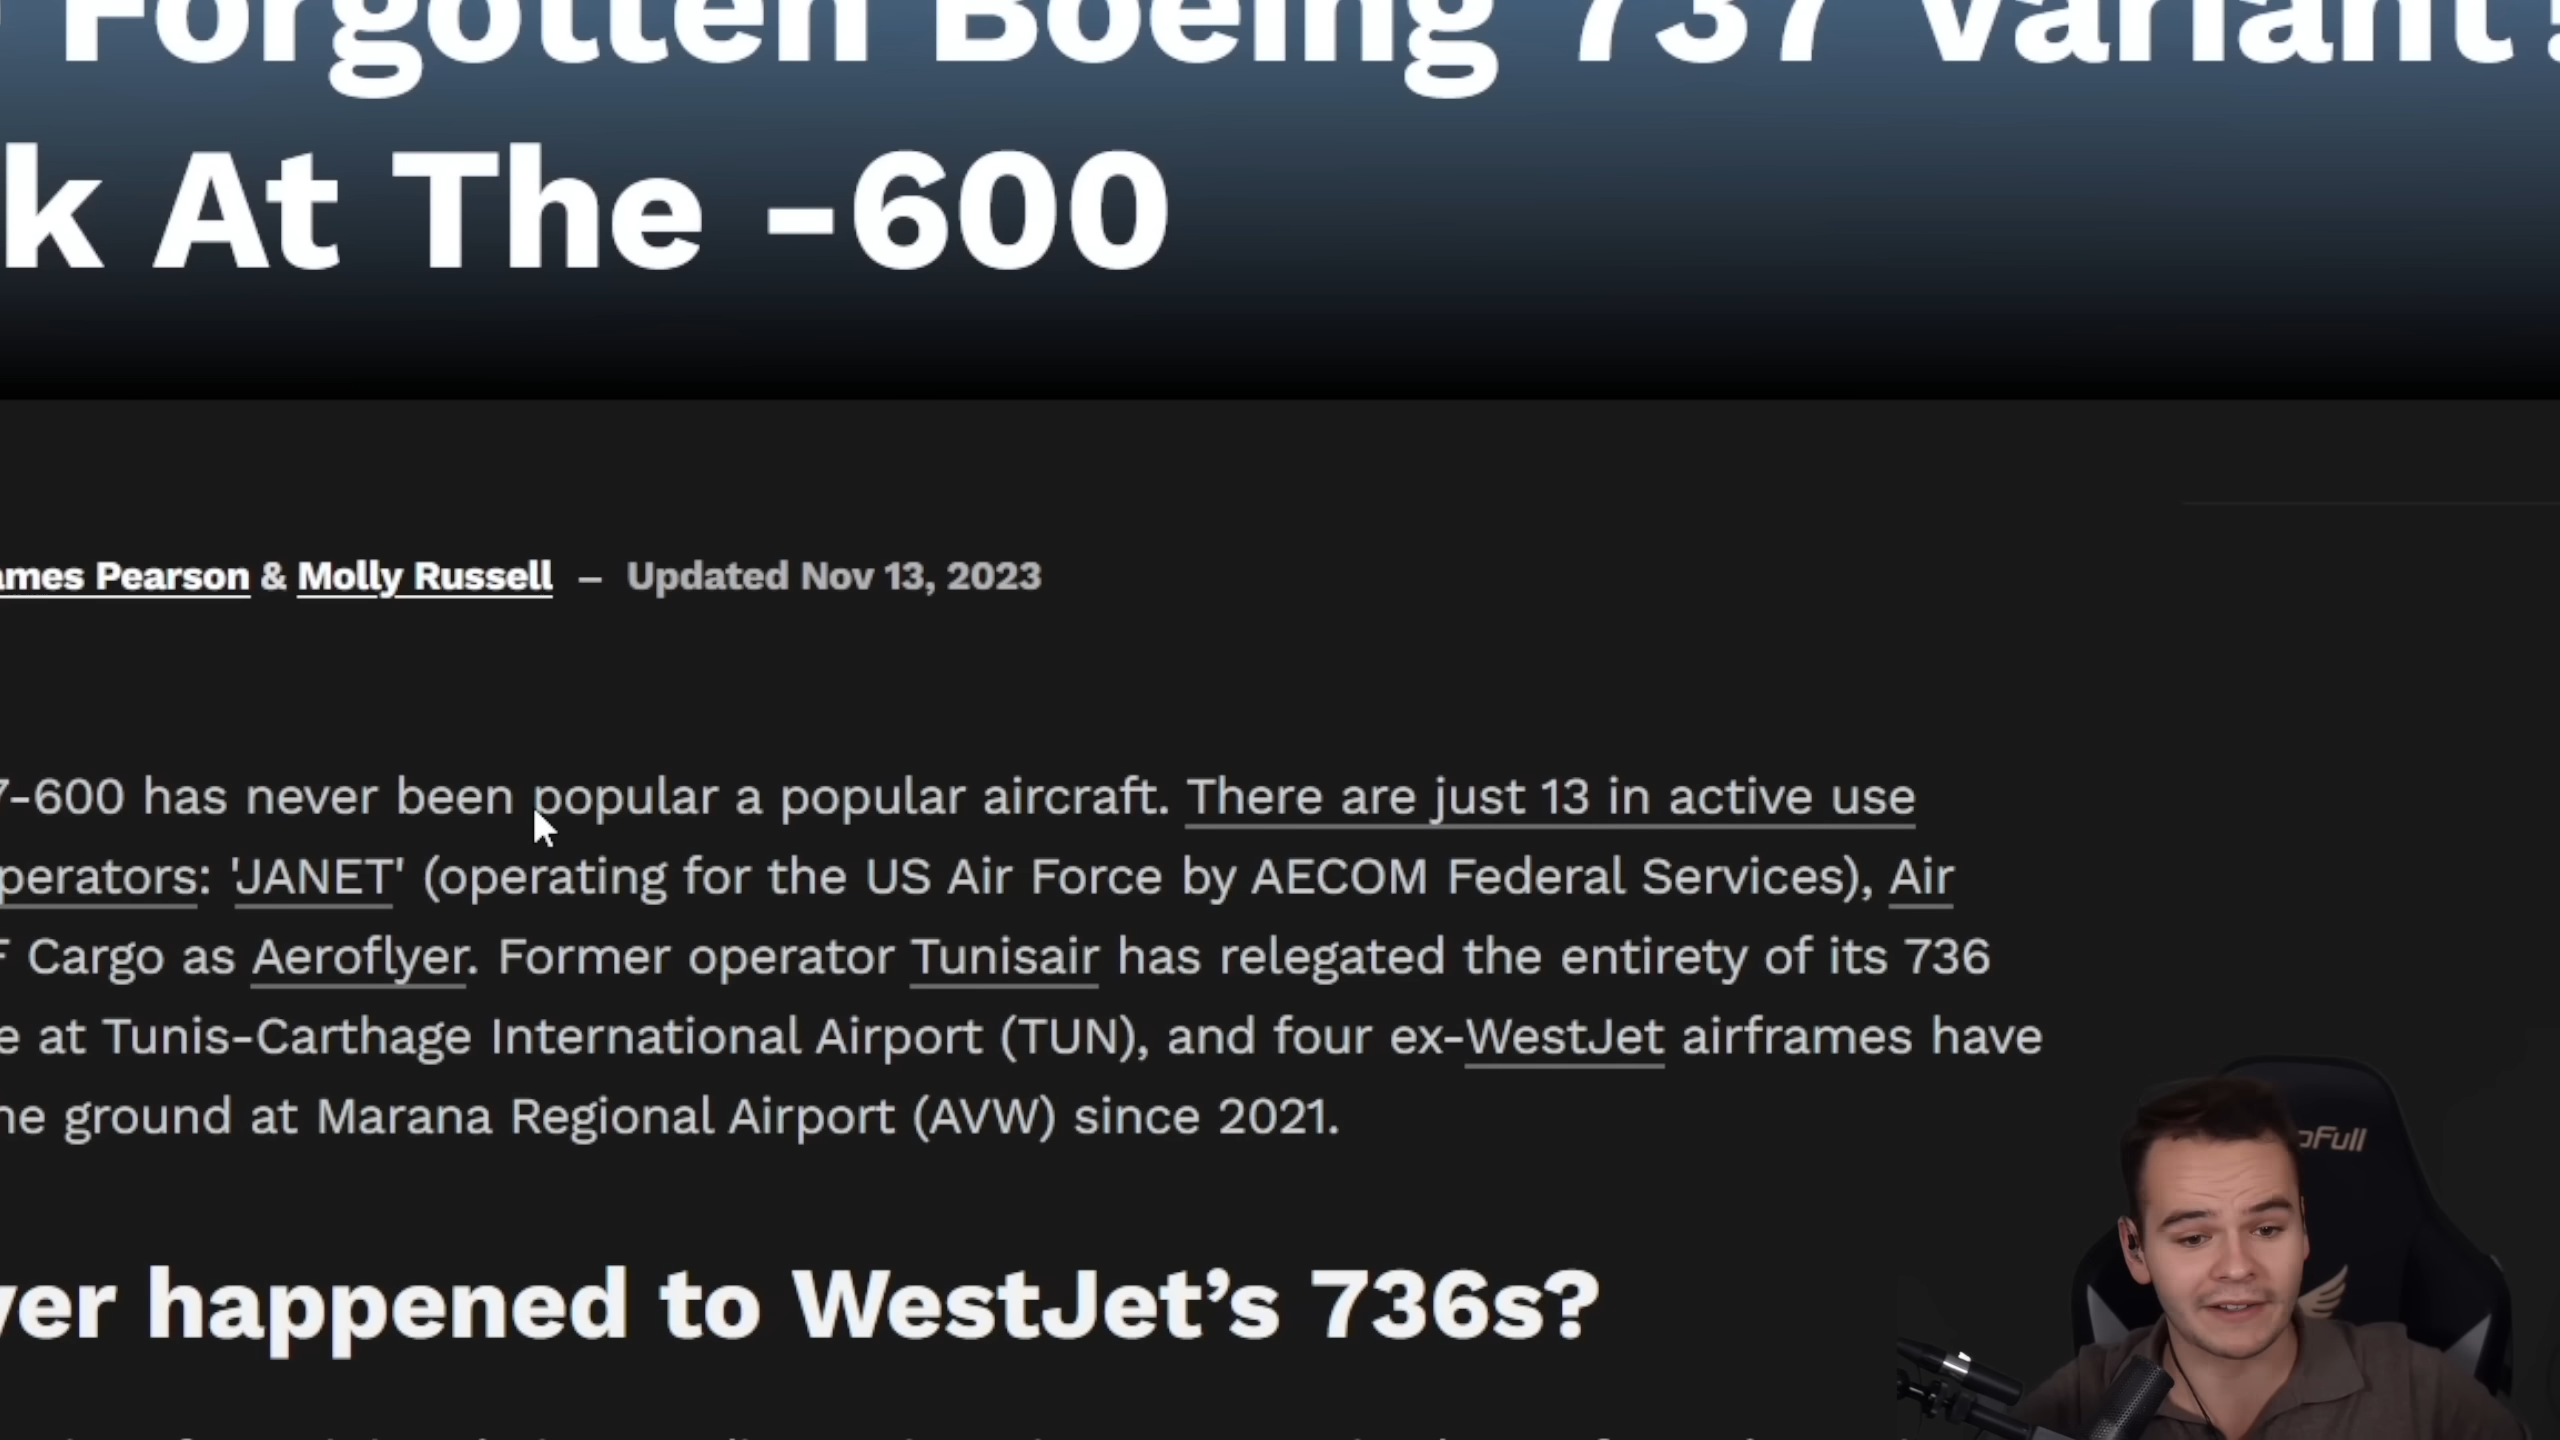 Forgotten Boeing 737 Variant?
k At The -600
ames Pearson & Molly Russell – Updated Nov 13, 2023
7-600 has never been popular a popular aircraft. There are just 13 in active use
perators: 'JANET' (operating for the US Air Force by AECOM Federal Services), Air
F Cargo as Aeroflyer. Former operator Tunisair has relegated the entirety of its 736
e at Tunis-Carthage International Airport (TUN), and four ex-WestJet airframes have
ne ground at Marana Regional Airport (AVW) since 2021.
ver happened to WestJet’s 736s?
oFull